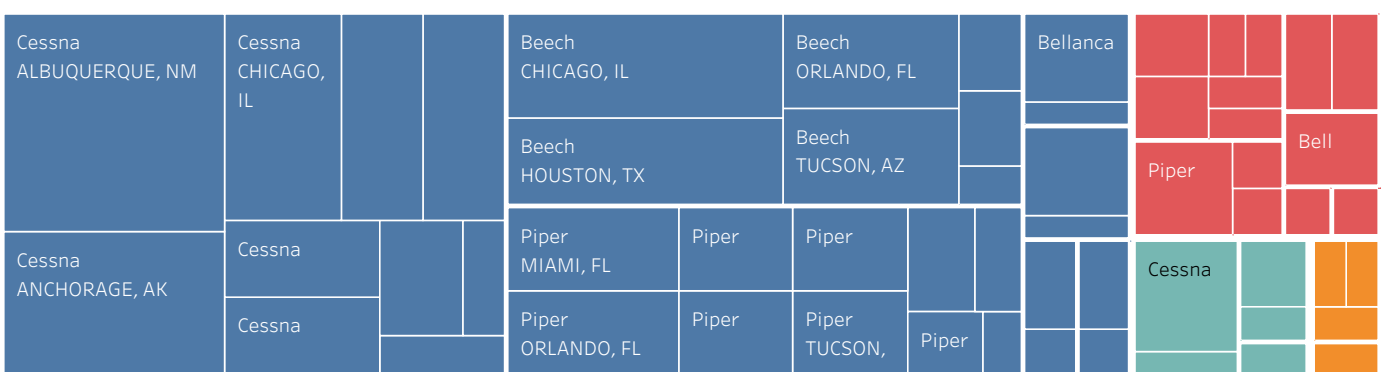 Cessna
ALBUQUERQUE, NM
Cessna
CHICAGO,
IL
Beech
CHICAGO, IL
Beech
ORLANDO, FL
Bellanca
Beech
HOUSTON, TX
Beech
TUCSON, AZ
Bell
Piper
Cessna
ANCHORAGE, AK
Cessna
Cessna
Piper
MIAMI, FL
Piper
Piper
Piper
ORLANDO, FL
Piper
Piper
TUCSON,
Piper
Cessna